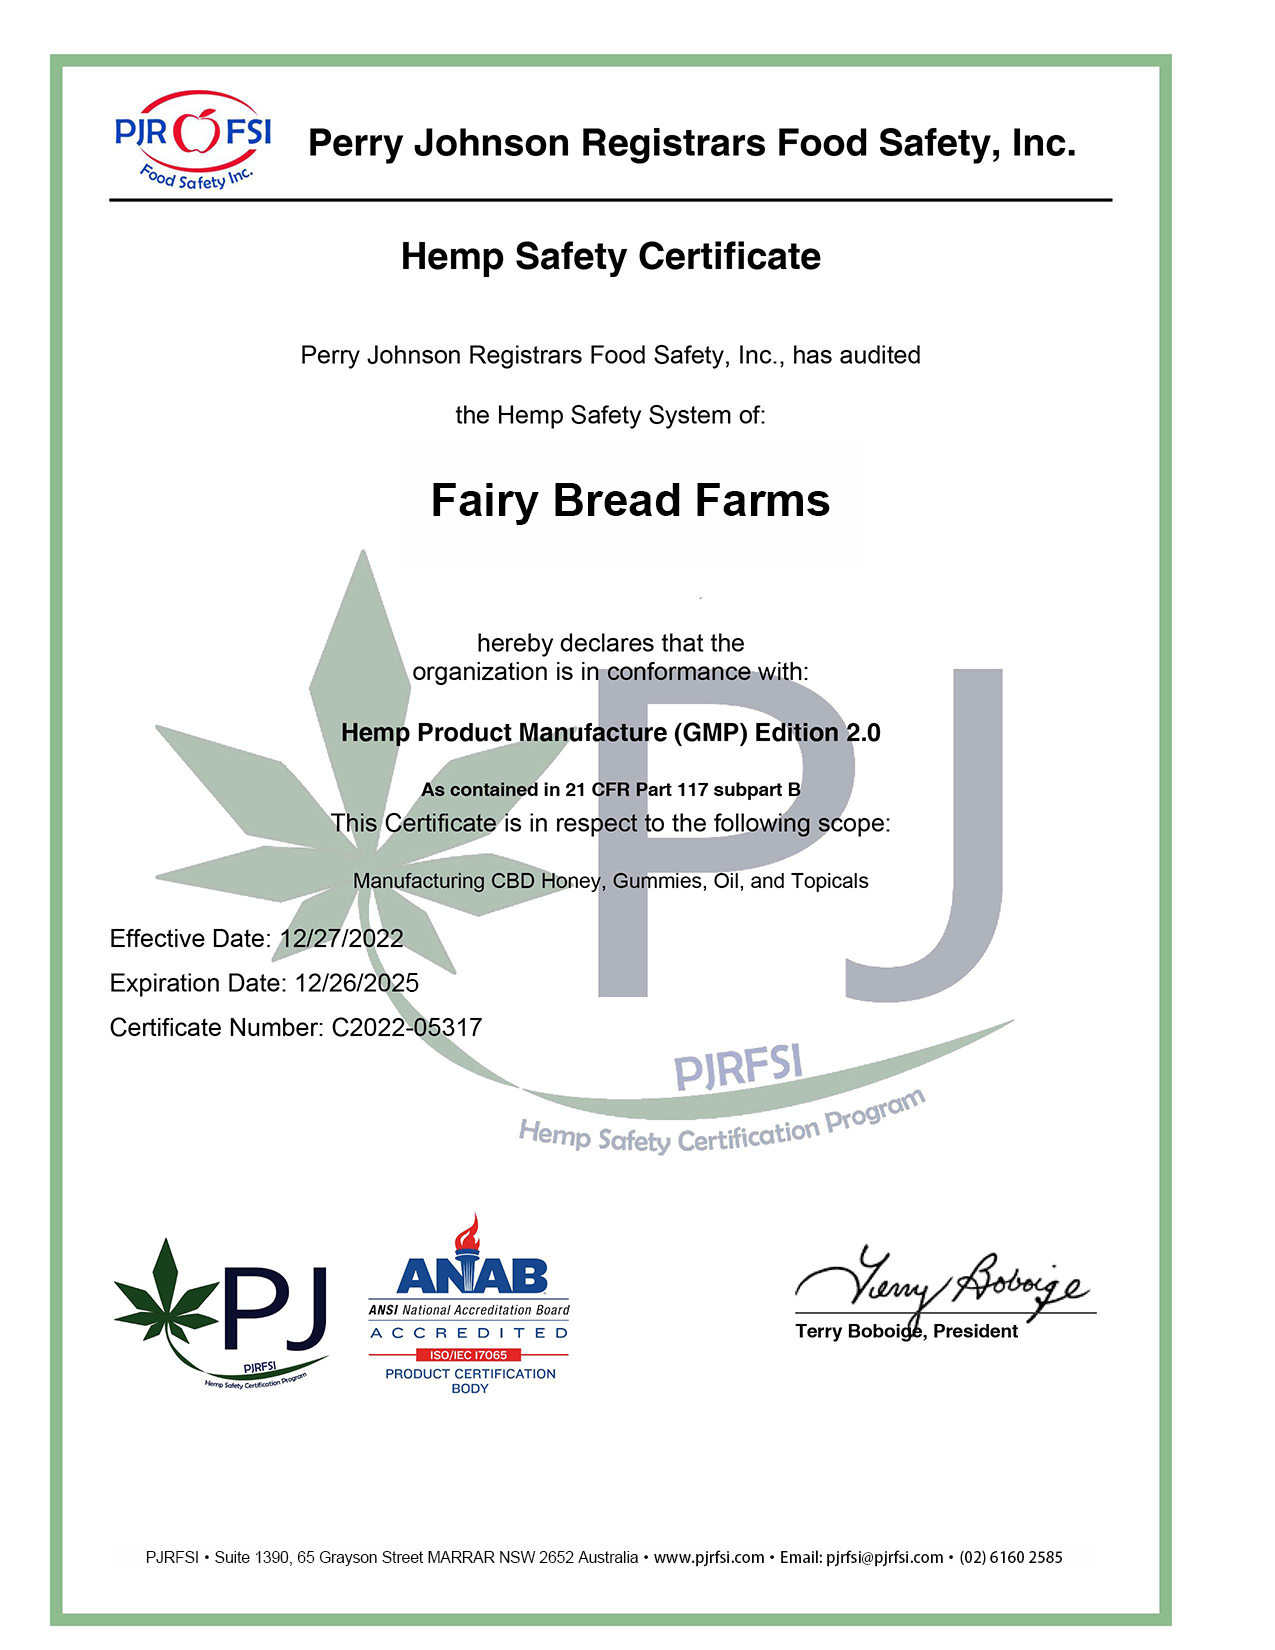 PJR FSI
Food Safety Inc.
Perry Johnson Registrars Food Safety, Inc.
Hemp Safety Certificate
Perry Johnson Registrars Food Safety, Inc., has audited
the Hemp Safety System of:
Fairy Bread Farms
hereby declares that the
organization is in conformance with:
Hemp Product Manufacture (GMP) Edition 2.0
As contained in 21 CFR Part 117 subpart B
This Certificate is in respect to the following scope:
Manufacturing CBD Honey, Gummies, Oil, and Topicals
Effective Date: 12/27/2022
Expiration Date: 12/26/2025
Certificate Number: C2022-05317
PJ
PJRFSI
Hemp Safety Certification Program
PJ
PJRFSI
Hemp Safety Certification Program
ANAB
ANSI National Accreditation Board
ACCREDITED
ISO/IEC 17065
PRODUCT CERTIFICATION
BODY
Terry Boboige
Terry Boboige, President
PJRFSI • Suite 1390, 65 Grayson Street MARRAR NSW 2652 Australia • www.pjrfsi.com • Email: pjrfsi@pjrfsi.com • (02) 6160 2585